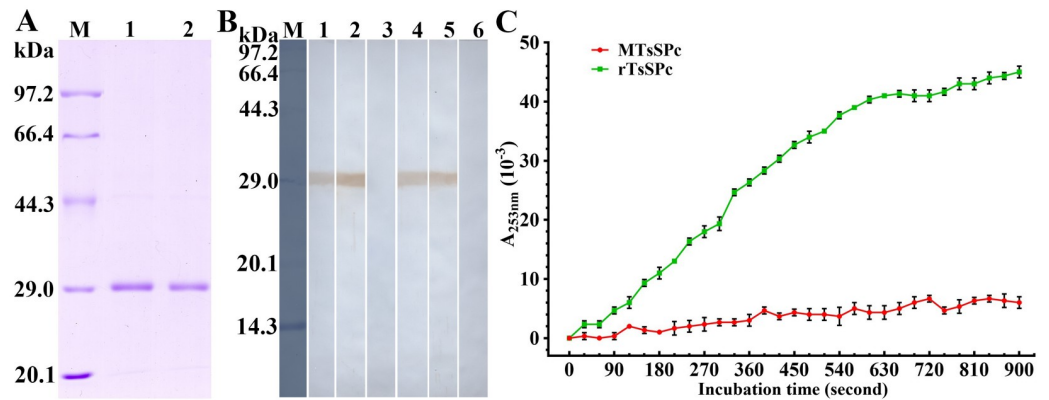 A
M 1 2
kDa
97.2
66.4
44.3
29.0
20.1
B
M 1 2 3 4 5 6
kDa
97.2
66.4
44.3
29.0
20.1
14.3
C
MTsSPc
rTsSPc
A253nm (10-3)
50
40
30
20
10
0
0 90 180 270 360 450 540 630 720 810 900
Incubation time (second)